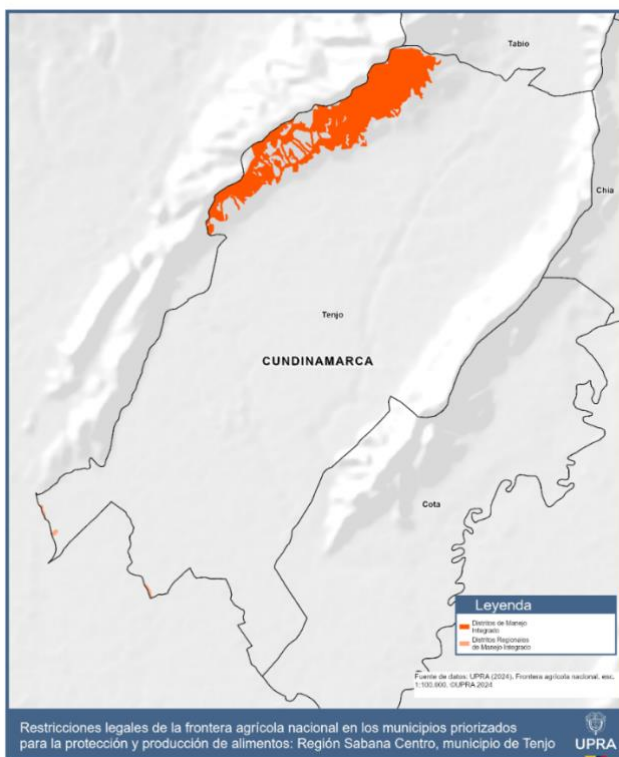 Tabio
Chia
Tenjo
CUNDINAMARCA
Cota
Leyenda
Distritos de Manejo
Integrado
Distritos Regionales
de Manejo Integrado
Fuente de datos: UPRA (2024), Frontera agrícola nacional, esc.
1:100.000. ©UPRA 2024
Restricciones legales de la frontera agrícola nacional en los municipios priorizados
para la protección y producción de alimentos: Región Sabana Centro, municipio de Tenjo
UPRA